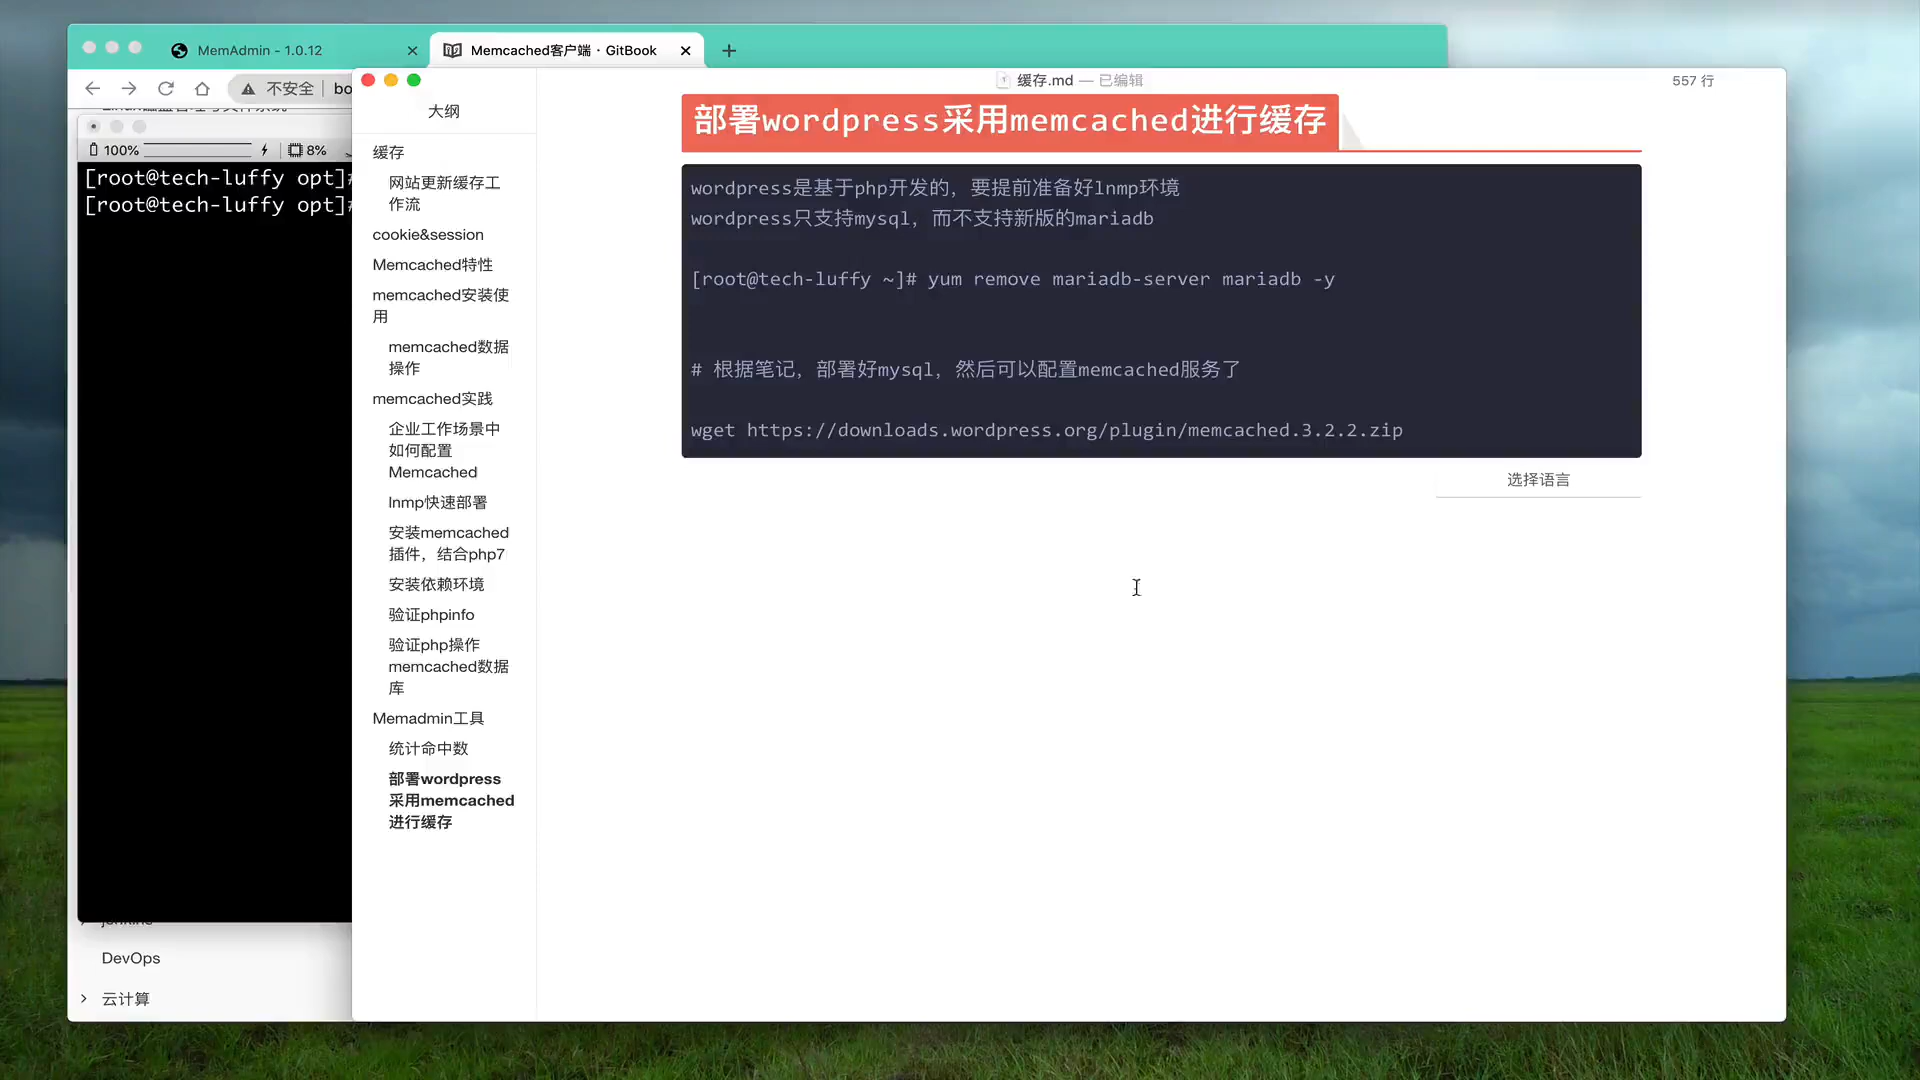 MemAdmin - 1.0.12
Memcached客户端 · GitBook
不安全
bo
100%
8%
[root@tech-luffy opt]#
[root@tech-luffy opt]#
DevOps
云计算
大纲
缓存
网站更新缓存工
作流
cookie&session
Memcached特性
memcached安装使
用
memcached数据
操作
memcached实践
企业工作场景中
如何配置
Memcached
lnmp快速部署
安装memcached
插件，结合php7
安装依赖环境
验证phpinfo
验证php操作
memcached数据
库
Memadmin工具
统计命中数
部署wordpress
采用memcached
进行缓存
缓存.md — 已编辑
557 行
部署wordpress采用memcached进行缓存
wordpress是基于php开发的，要提前准备好lnmp环境
wordpress只支持mysql，而不支持新版的mariadb
[root@tech-luffy ~]# yum remove mariadb-server mariadb -y
# 根据笔记，部署好mysql，然后可以配置memcached服务了
wget https://downloads.wordpress.org/plugin/memcached.3.2.2.zip
选择语言